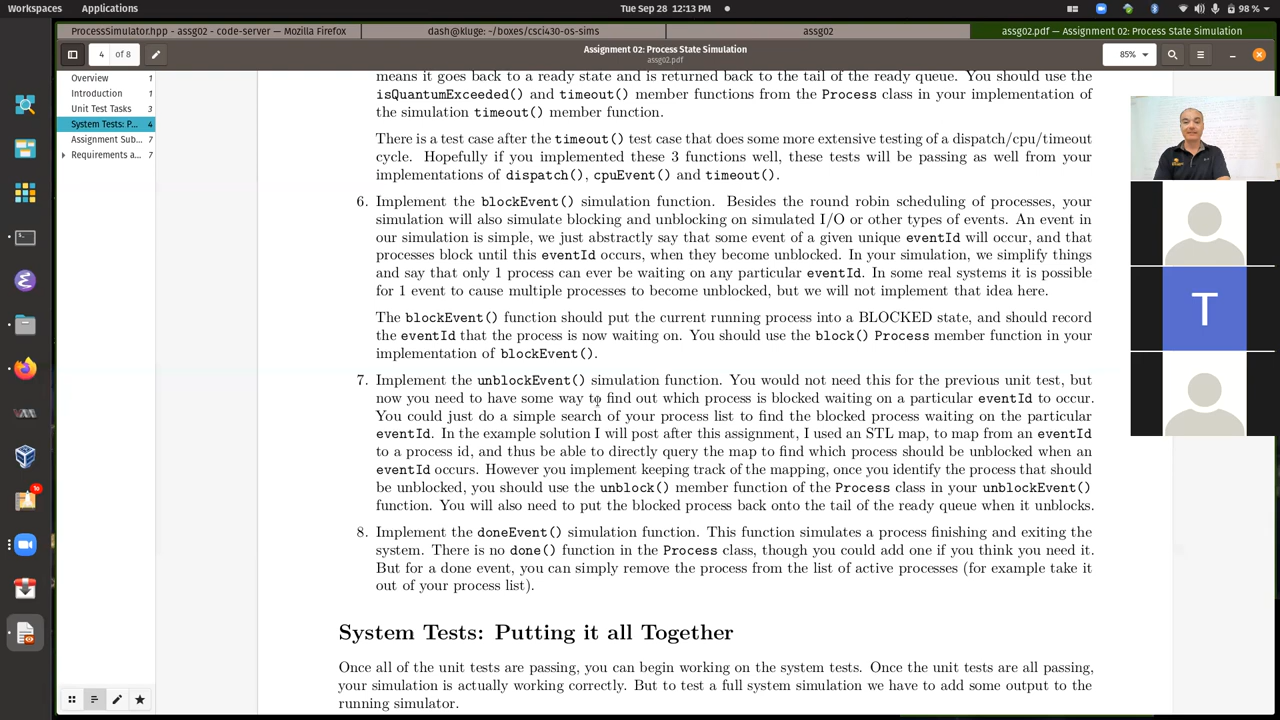 Workspaces Applications Tue Sep 28 12:13 PM 98 %
ProcessSimulator.hpp - assg02 - code-server — Mozilla Firefox
dash@kluge: ~/boxes/csci430-os-sims
assg02
assg02.pdf — Assignment 02: Process State Simulation
4 of 8
Assignment 02: Process State Simulation
assg02.pdf
85%
Overview 1
Introduction 1
Unit Test Tasks 3
System Tests: P... 4
Assignment Sub... 7
Requirements a... 7
means it goes back to a ready state and is returned back to the tail of the ready queue. You should use the
isQuantumExceeded() and timeout() member functions from the Process class in your implementation of
the simulation timeout() member function.
There is a test case after the timeout() test case that does some more extensive testing of a dispatch/cpu/timeout
cycle. Hopefully if you implemented these 3 functions well, these tests will be passing as well from your
implementations of dispatch(), cpuEvent() and timeout().
6. Implement the blockEvent() simulation function. Besides the round robin scheduling of processes, your
simulation will also simulate blocking and unblocking on simulated I/O or other types of events. An event in
our simulation is simple, we just abstractly say that some event of a given unique eventId will occur, and that
processes block until this eventId occurs, when they become unblocked. In your simulation, we simplify things
and say that only 1 process can ever be waiting on any particular eventId. In some real systems it is possible
for 1 event to cause multiple processes to become unblocked, but we will not implement that idea here.
The blockEvent() function should put the current running process into a BLOCKED state, and should record
the eventId that the process is now waiting on. You should use the block() Process member function in your
implementation of blockEvent().
7. Implement the unblockEvent() simulation function. You would not need this for the previous unit test, but
now you need to have some way to find out which process is blocked waiting on a particular eventId to occur.
You could just do a simple search of your process list to find the blocked process waiting on the particular
eventId. In the example solution I will post after this assignment, I used an STL map, to map from an eventId
to a process id, and thus be able to directly query the map to find which process should be unblocked when an
eventId occurs. However you implement keeping track of the mapping, once you identify the process that should
be unblocked, you should use the unblock() member function of the Process class in your unblockEvent()
function. You will also need to put the blocked process back onto the tail of the ready queue when it unblocks.
8. Implement the doneEvent() simulation function. This function simulates a process finishing and exiting the
system. There is no done() function in the Process class, though you could add one if you think you need it.
But for a done event, you can simply remove the process from the list of active processes (for example take it
out of your process list).
System Tests: Putting it all Together
Once all of the unit tests are passing, you can begin working on the system tests. Once the unit tests are all passing,
your simulation is actually working correctly. But to test a full system simulation we have to add some output to the
running simulator.
T